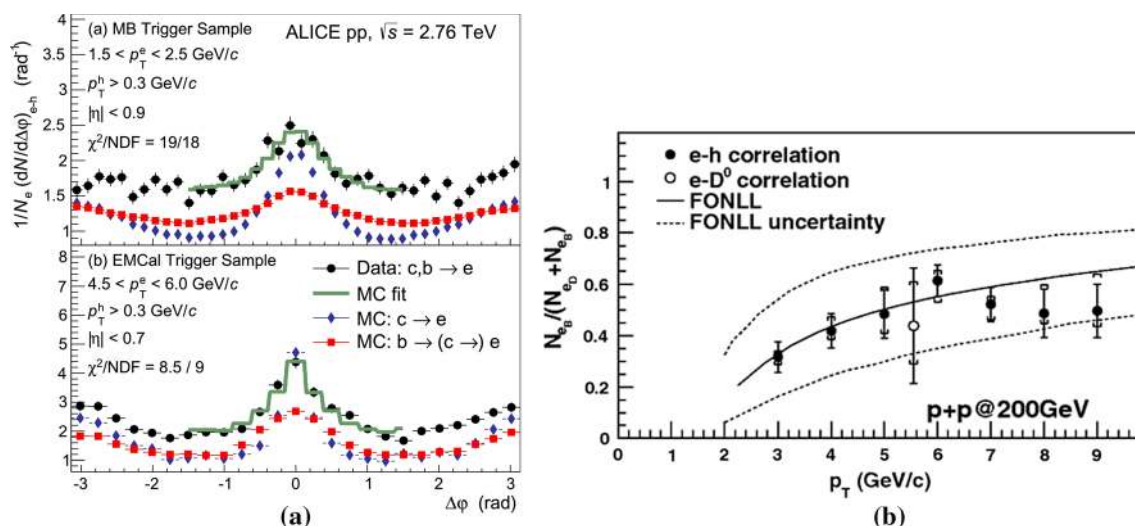 (a) MB Trigger Sample
ALICE pp, √s = 2.76 TeV
1.5 < p_T^e < 2.5 GeV/c
p_T^h > 0.3 GeV/c
|η| < 0.9
χ²/NDF = 19/18
4
3.5
3
2.5
2
1.5
1
1/N_e (dN/dΔφ)_e-h (rad⁻¹)
(b) EMCal Trigger Sample
4.5 < p_T^e < 6.0 GeV/c
p_T^h > 0.3 GeV/c
|η| < 0.7
χ²/NDF = 8.5 / 9
Data: c,b → e
MC fit
MC: c → e
MC: b → (c →) e
8
7
6
5
4
3
2
1
-3 -2 -1 0 1 2 3
Δφ (rad)
(a)
e-h correlation
e-D⁰ correlation
FONLL
FONLL uncertainty
1
0.8
0.6
0.4
0.2
0
N_e_B/(N_e_D + N_e_B)
p+p@200GeV
0 1 2 3 4 5 6 7 8 9
p_T (GeV/c)
(b)